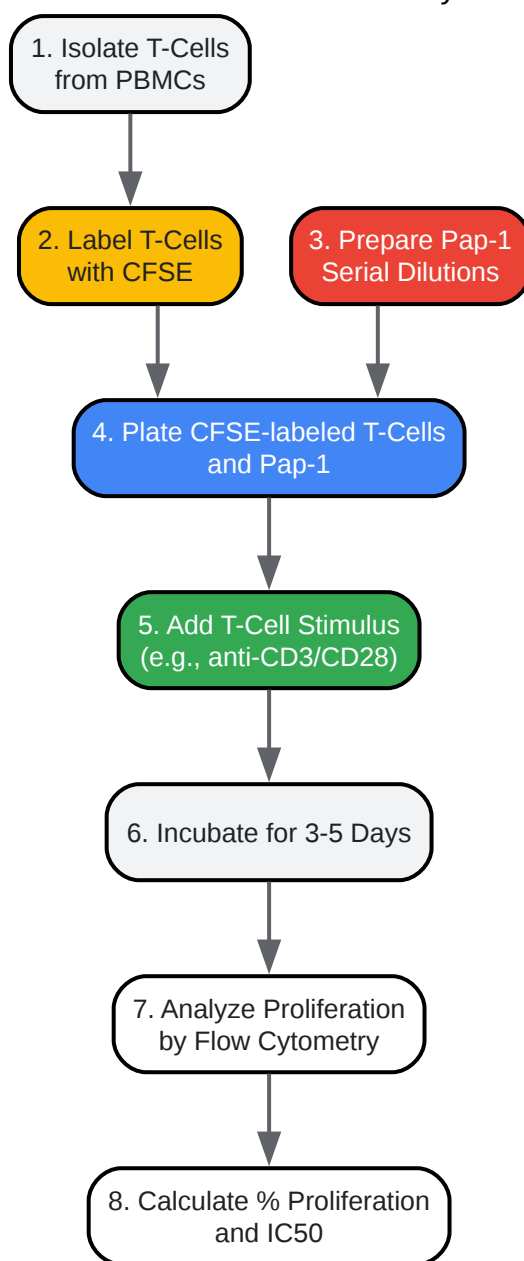 1. Isolate T-Cells
from PBMCs
2. Label T-Cells
with CFSE
3. Prepare Pap-1
Serial Dilutions
4. Plate CFSE-labeled T-Cells
and Pap-1
5. Add T-Cell Stimulus
(e.g., anti-CD3/CD28)
6. Incubate for 3-5 Days
7. Analyze Proliferation
by Flow Cytometry
8. Calculate % Proliferation
and IC50